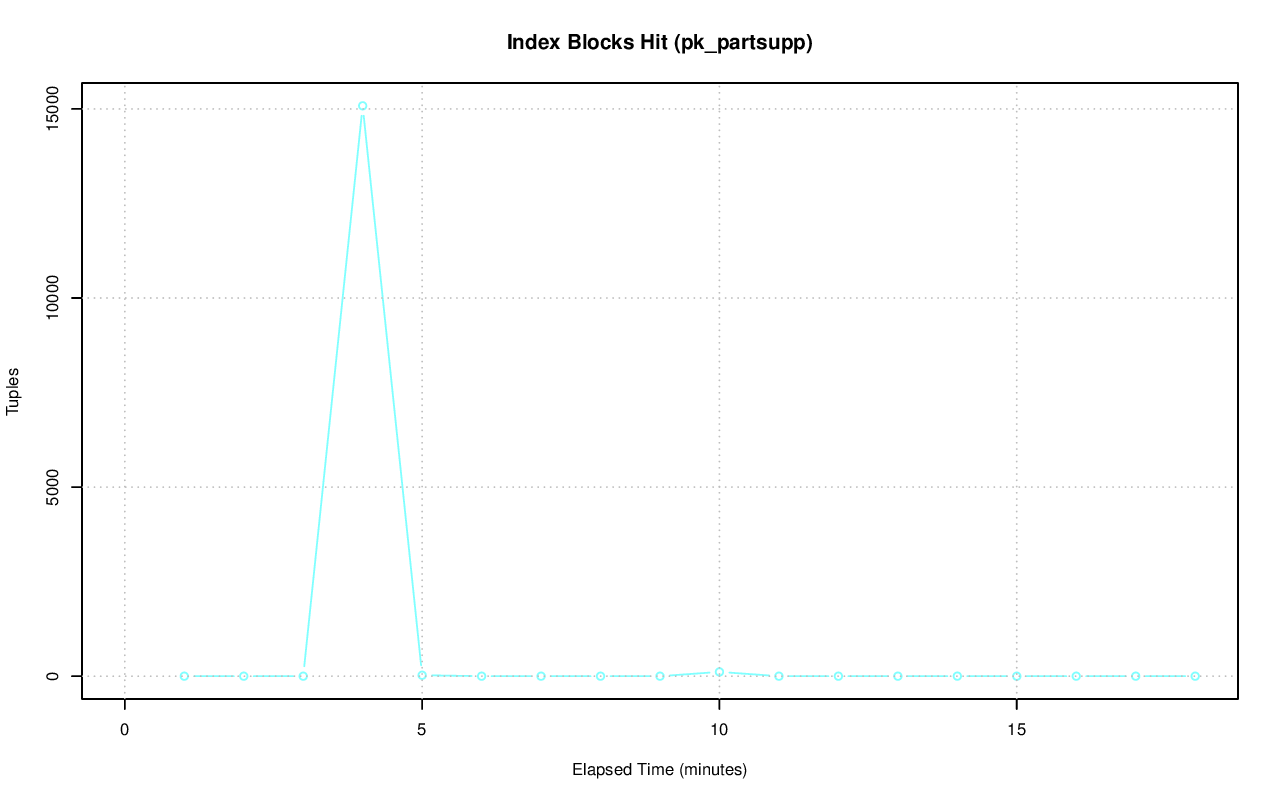 Index Blocks Hit (pk_partsupp)
15000
10000
5000
0
Tuples
0 5 10 15
Elapsed Time (minutes)